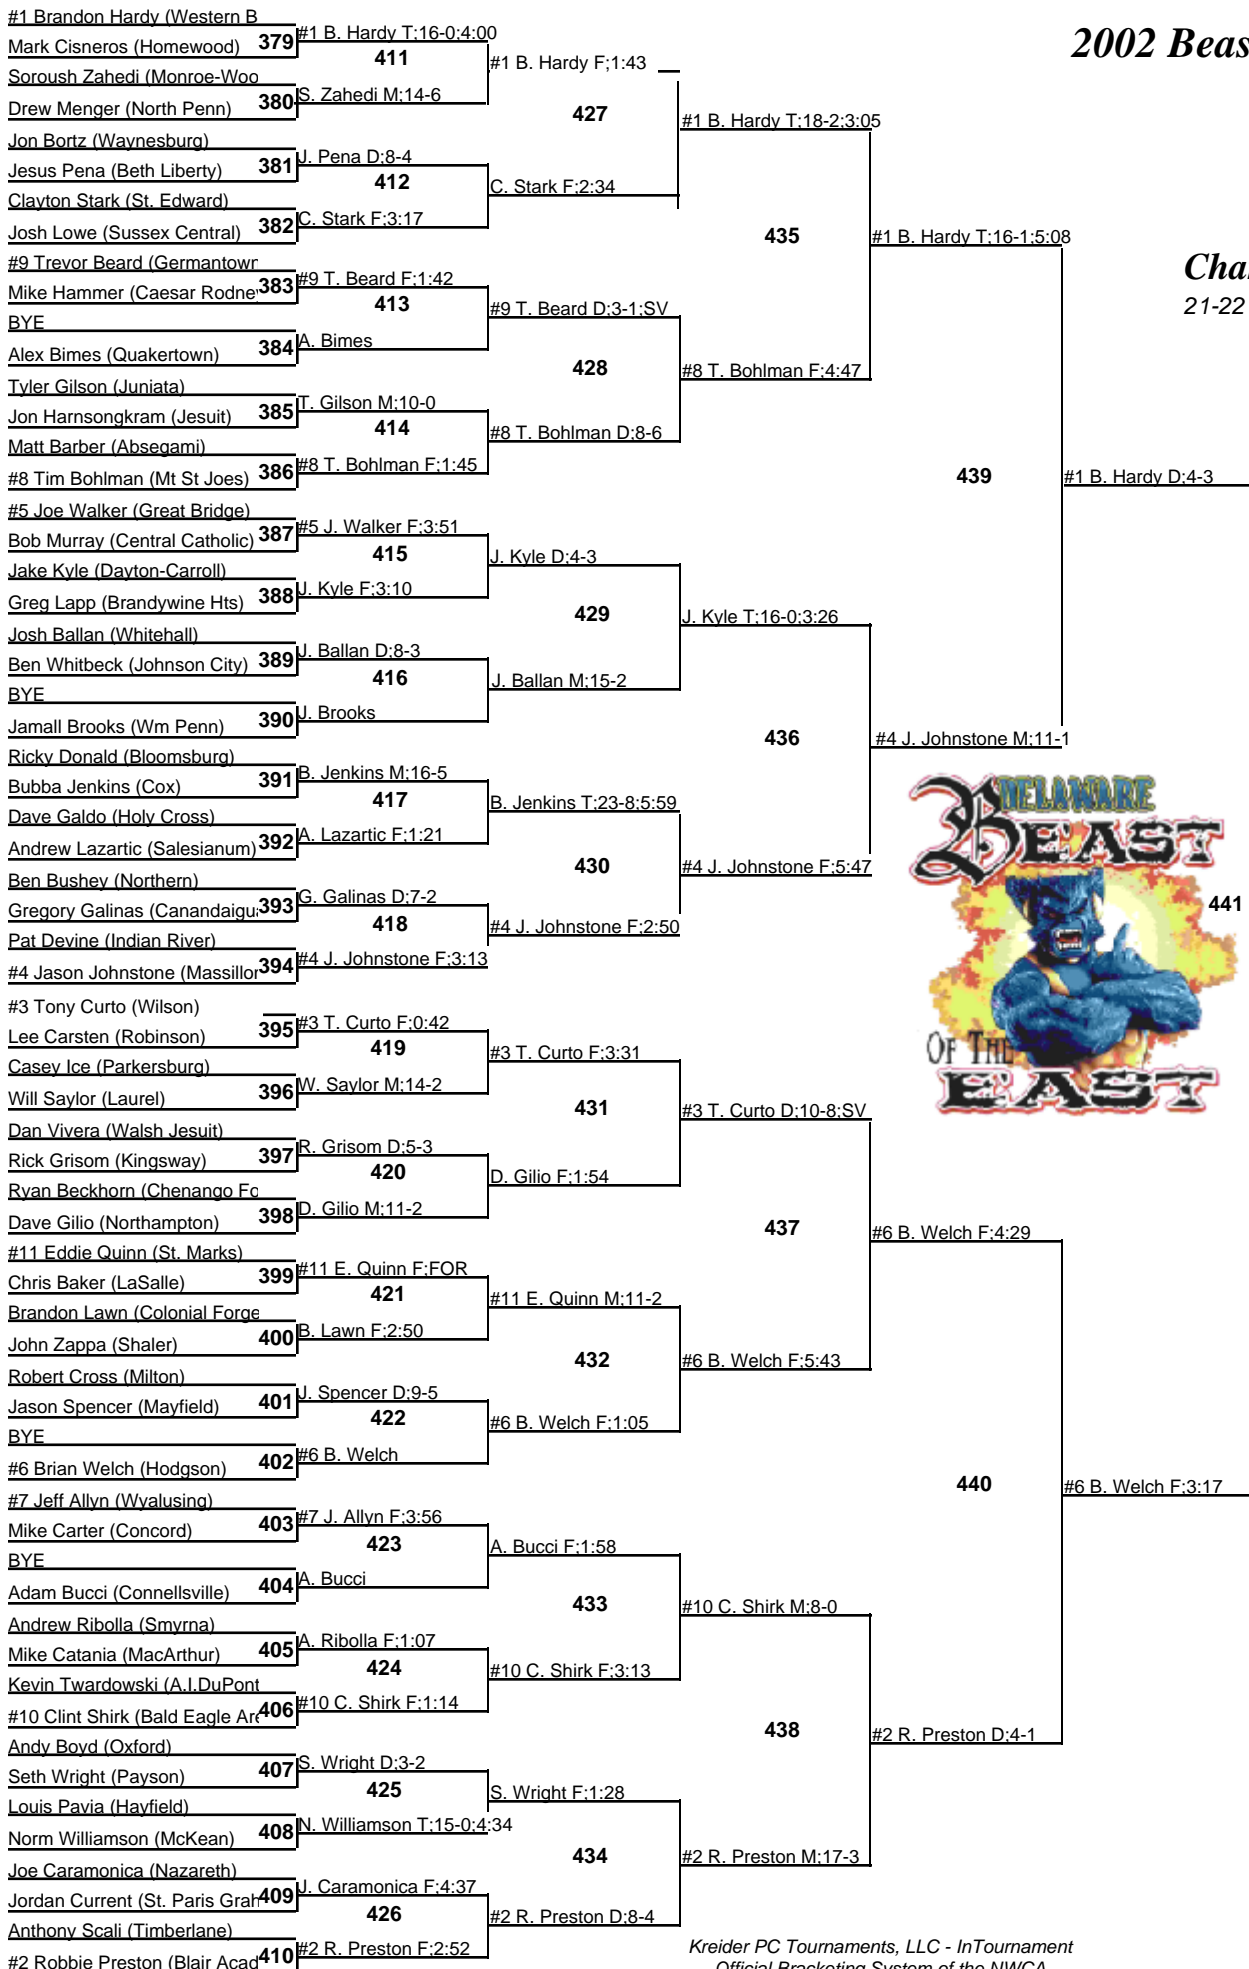 2002 Beas
Cha
21-22
#1 Brandon Hardy (Western B
Mark Cisneros (Homewood)
379
Soroush Zahedi (Monroe-Woo
Drew Menger (North Penn)
380
Jon Bortz (Waynesburg)
Jesus Pena (Beth Liberty)
381
Clayton Stark (St. Edward)
Josh Lowe (Sussex Central)
382
#9 Trevor Beard (Germantown
Mike Hammer (Caesar Rodne
383
BYE
Alex Bimes (Quakertown)
384
Tyler Gilson (Juniata)
Jon Harnsongkram (Jesuit)
385
Matt Barber (Absegami)
#8 Tim Bohlman (Mt St Joes)
386
#5 Joe Walker (Great Bridge)
Bob Murray (Central Catholic)
387
Jake Kyle (Dayton-Carroll)
Greg Lapp (Brandywine Hts)
388
Josh Ballan (Whitehall)
Ben Whitbeck (Johnson City)
389
BYE
Jamall Brooks (Wm Penn)
390
Ricky Donald (Bloomsburg)
Bubba Jenkins (Cox)
391
Dave Galdo (Holy Cross)
Andrew Lazartic (Salesianum)
392
Ben Bushey (Northern)
Gregory Galinas (Canandaigu
393
Pat Devine (Indian River)
#4 Jason Johnstone (Massillon
394
#3 Tony Curto (Wilson)
Lee Carsten (Robinson)
395
Casey Ice (Parkersburg)
Will Saylor (Laurel)
396
Dan Vivera (Walsh Jesuit)
Rick Grisom (Kingsway)
397
Ryan Beckhorn (Chenango Fo
Dave Gilio (Northampton)
398
#11 Eddie Quinn (St. Marks)
Chris Baker (LaSalle)
399
Brandon Lawn (Colonial Forge
John Zappa (Shaler)
400
Robert Cross (Milton)
Jason Spencer (Mayfield)
401
BYE
#6 Brian Welch (Hodgson)
402
#7 Jeff Allyn (Wyalusing)
Mike Carter (Concord)
403
BYE
Adam Bucci (Connellsville)
404
Andrew Ribolla (Smyrna)
Mike Catania (MacArthur)
405
Kevin Twardowski (A.I.DuPont
#10 Clint Shirk (Bald Eagle Are
406
Andy Boyd (Oxford)
Seth Wright (Payson)
407
Louis Pavia (Hayfield)
Norm Williamson (McKean)
408
Joe Caramonica (Nazareth)
Jordan Current (St. Paris Grah
409
Anthony Scali (Timberlane)
#2 Robbie Preston (Blair Acad
410
#1 B. Hardy T;16-0;4:00
411
S. Zahedi M;14-6
J. Pena D;8-4
412
C. Stark F;3:17
#9 T. Beard F;1:42
413
A. Bimes
T. Gilson M;10-0
414
#8 T. Bohlman F;1:45
#5 J. Walker F;3:51
415
J. Kyle F;3:10
J. Ballan D;8-3
416
J. Brooks
B. Jenkins M;16-5
417
A. Lazartic F;1:21
G. Galinas D;7-2
418
#4 J. Johnstone F;3:13
#3 T. Curto F;0:42
419
W. Saylor M;14-2
R. Grisom D;5-3
420
D. Gilio M;11-2
#11 E. Quinn F;FOR
421
B. Lawn F;2:50
J. Spencer D;9-5
422
#6 B. Welch
#7 J. Allyn F;3:56
423
A. Bucci
A. Ribolla F;1:07
424
#10 C. Shirk F;1:14
S. Wright D;3-2
425
N. Williamson T;15-0;4:34
J. Caramonica F;4:37
426
#2 R. Preston F;2:52
#1 B. Hardy F;1:43
427
C. Stark F;2:34
#9 T. Beard D;3-1;SV
428
#8 T. Bohlman D;8-6
J. Kyle D;4-3
429
J. Ballan M;15-2
B. Jenkins T;23-8;5:59
430
#4 J. Johnstone F;2:50
#3 T. Curto F;3:31
431
D. Gilio F;1:54
#11 E. Quinn M;11-2
432
#6 B. Welch F;1:05
A. Bucci F;1:58
433
#10 C. Shirk F;3:13
S. Wright F;1:28
434
#2 R. Preston D;8-4
#1 B. Hardy T;18-2;3:05
435
#8 T. Bohlman F;4:47
J. Kyle T;16-0;3:26
436
#4 J. Johnstone F;5:47
#3 T. Curto D;10-8;SV
437
#6 B. Welch F;5:43
#10 C. Shirk M;8-0
438
#2 R. Preston M;17-3
#1 B. Hardy T;16-1;5:08
439
#4 J. Johnstone M;11-1
#6 B. Welch F;4:29
440
#2 R. Preston D;4-1
#1 B. Hardy D;4-3
441
#6 B. Welch F;3:17
DELAWARE
BEAST
OF THE
EAST
Kreider PC Tournaments, LLC - InTournament
Official Bracketing System of the NWCA